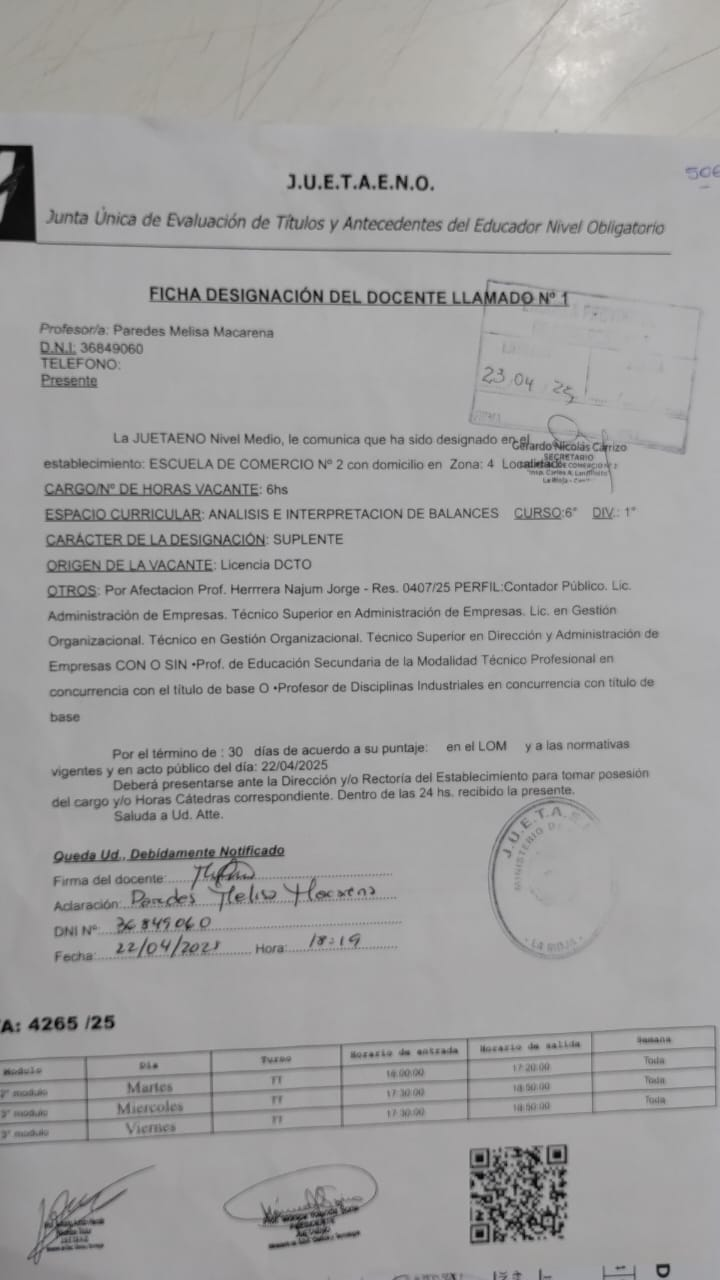 506
J.U.E.T.A.E.N.O.
Junta Única de Evaluación de Títulos y Antecedentes del Educador Nivel Obligatorio
FICHA DESIGNACIÓN DEL DOCENTE LLAMADO Nº 1
Profesor/a: Paredes Melisa Macarena
D.N.I: 36849060
TELEFONO:
Presente
23 04 25
La JUETAENO Nivel Medio, le comunica que ha sido designado en el
Gerardo Nicolás Carrizo
SECRETARIO
establecimiento: ESCUELA DE COMERCIO Nº 2 con domicilio en Zona: 4
CARGO/Nº DE HORAS VACANTE: 6hs
ESPACIO CURRICULAR: ANALISIS E INTERPRETACION DE BALANCES CURSO:6° DIV.: 1°
CARÁCTER DE LA DESIGNACIÓN: SUPLENTE
ORIGEN DE LA VACANTE: Licencia DCTO
OTROS: Por Afectacion Prof. Herrrera Najum Jorge - Res. 0407/25 PERFIL:Contador Público. Lic.
Administración de Empresas. Técnico Superior en Administración de Empresas. Lic. en Gestión
Organizacional. Técnico en Gestión Organizacional. Técnico Superior en Dirección y Administración de
Empresas CON O SIN •Prof. de Educación Secundaria de la Modalidad Técnico Profesional en
concurrencia con el título de base O •Profesor de Disciplinas Industriales en concurrencia con título de
base
Por el término de : 30 días de acuerdo a su puntaje: en el LOM y a las normativas
vigentes y en acto público del día: 22/04/2025
Deberá presentarse ante la Dirección y/o Rectoría del Establecimiento para tomar posesión
del cargo y/o Horas Cátedras correspondiente. Dentro de las 24 hs. recibido la presente.
Saluda a Ud. Atte.
J.U.E.T.A.E.
MINISTERIO DE
- LA RIOJA -
Queda Ud., Debidamente Notificado
Firma del docente:
Aclaración: Paredes Melisa Macarena
DNI Nº: 36849060
Fecha: 22/04/2025 Hora: 18:19
A: 4265 /25
Modulo Dia Turno Horario de entrada Horario de salida Semana
modulo Martes TT 16:00:00 17:20:00 Toda
3° modulo Miercoles TT 17:30:00 18:50:00 Toda
3° modulo Viernes TT 17:30:00 18:50:00 Toda